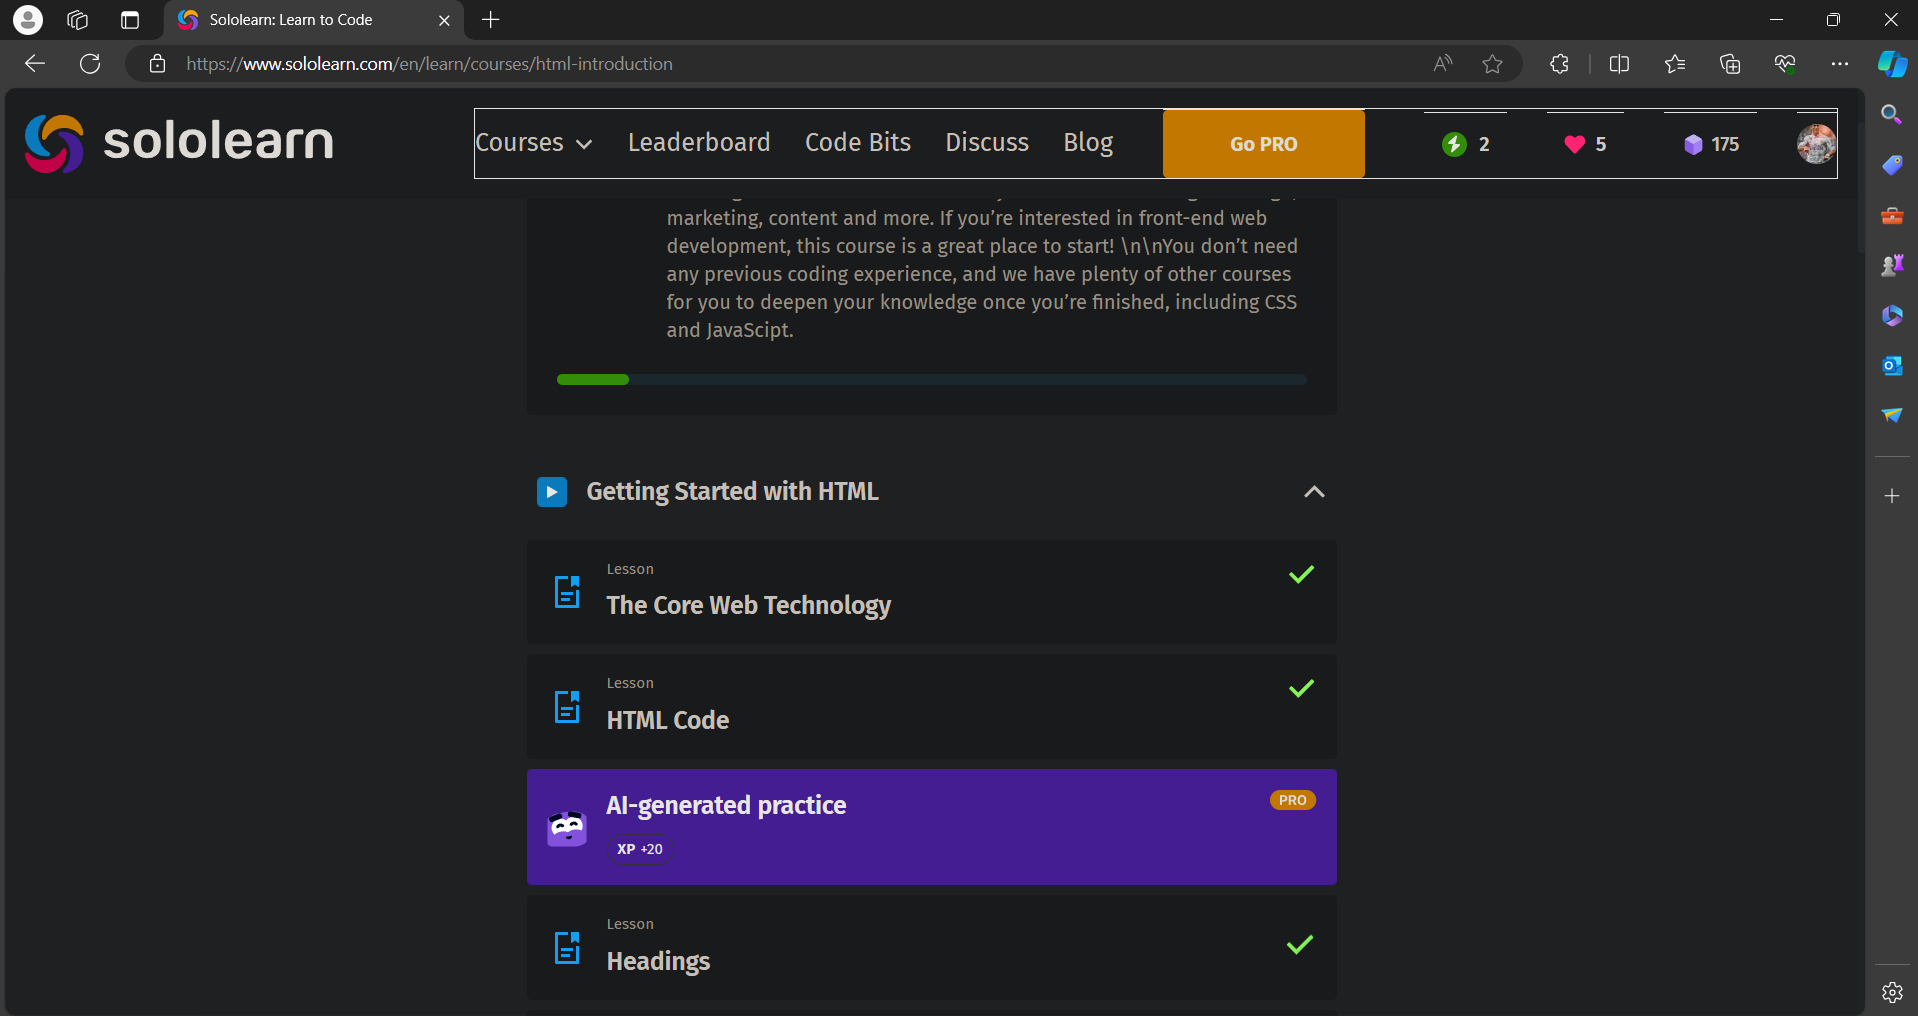 Sololearn: Learn to Code
https://www.sololearn.com/en/learn/courses/html-introduction
sololearn
Courses Leaderboard Code Bits Discuss Blog Go PRO 2 5 175
marketing, content and more. If you’re interested in front-end web
development, this course is a great place to start! \n\nYou don’t need
any previous coding experience, and we have plenty of other courses
for you to deepen your knowledge once you’re finished, including CSS
and JavaScipt.
Getting Started with HTML
Lesson
The Core Web Technology
Lesson
HTML Code
AI-generated practice
PRO
XP +20
Lesson
Headings